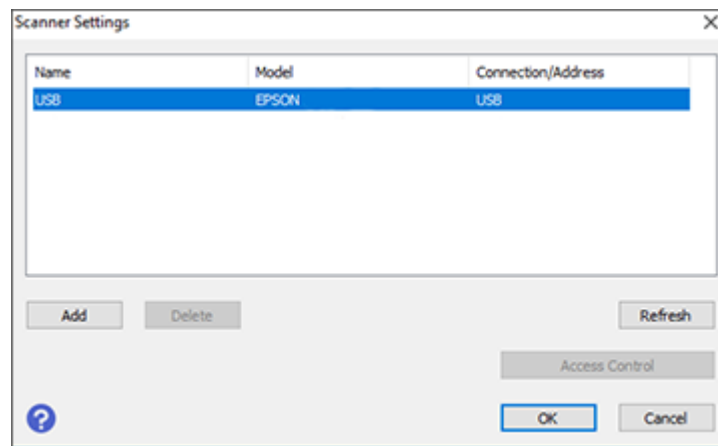 Scanner Settings
Name Model Connection/Address
USB EPSON USB
Add Delete Refresh
Access Control
? OK Cancel